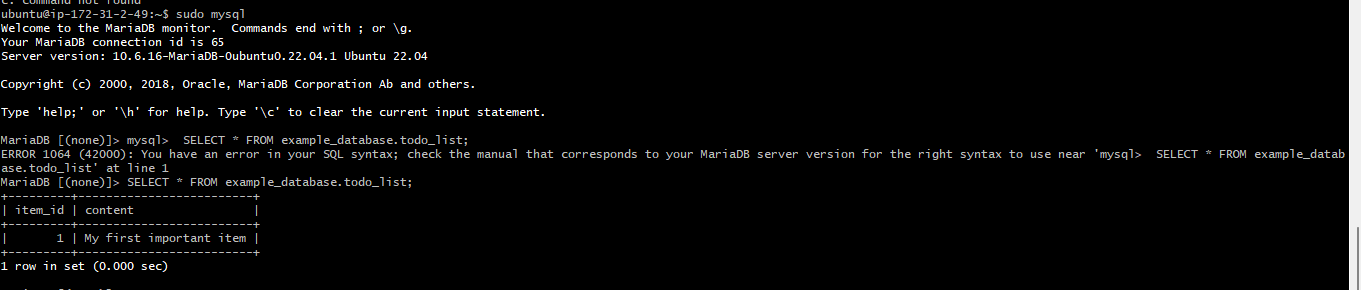 C: command not found
ubuntu@ip-172-31-2-49:~$ sudo mysql
Welcome to the MariaDB monitor.  Commands end with ; or \g.
Your MariaDB connection id is 65
Server version: 10.6.16-MariaDB-0ubuntu0.22.04.1 Ubuntu 22.04

Copyright (c) 2000, 2018, Oracle, MariaDB Corporation Ab and others.

Type 'help;' or '\h' for help. Type '\c' to clear the current input statement.

MariaDB [(none)]> mysql>  SELECT * FROM example_database.todo_list;
ERROR 1064 (42000): You have an error in your SQL syntax; check the manual that corresponds to your MariaDB server version for the right syntax to use near 'mysql>  SELECT * FROM example_datab
ase.todo_list' at line 1
MariaDB [(none)]> SELECT * FROM example_database.todo_list;
+---------+-------------------------+
| item_id | content                 |
+---------+-------------------------+
|       1 | My first important item |
+---------+-------------------------+
1 row in set (0.000 sec)